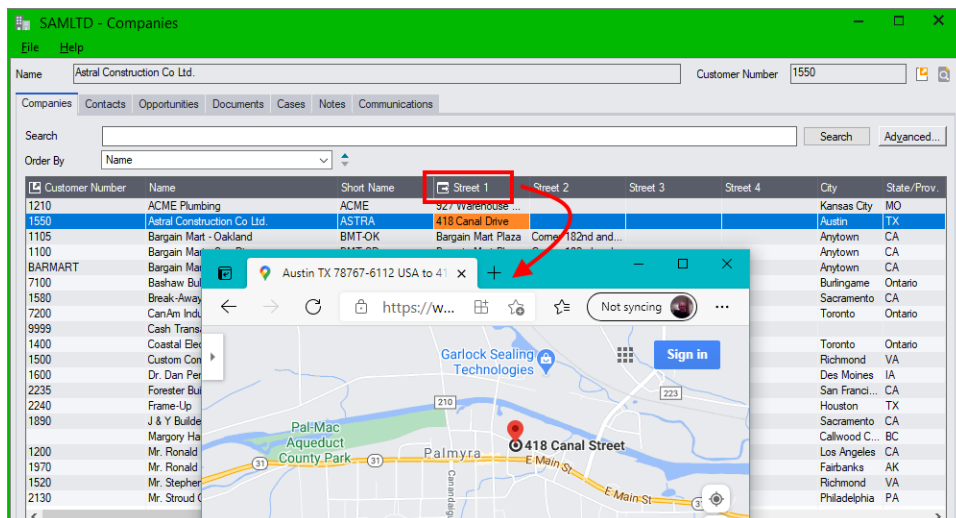 SAMLTD - Companies
File Help
Name Astral Construction Co Ltd. Customer Number 1550
Companies Contacts Opportunities Documents Cases Notes Communications
Search Search Advanced...
Order By Name
Customer Number Name Short Name Street 1 Street 2 Street 3 Street 4 City State/Prov.
1210 ACME Plumbing ACME 927 Warehouse ... Kansas City MO
1550 Astral Construction Co Ltd. ASTRA 418 Canal Drive Austin TX
1105 Bargain Mart - Oakland BMT-OK Bargain Mart Plaza Corner 182nd and... Anytown CA
1100 Bargain Mart Anytown CA
BARMART Bargain Mar Anytown CA
7100 Bashaw Bul Burlingame Ontario
1580 Break-Away Sacramento CA
7200 CanAm Indu Toronto Ontario
9999 Cash Transa
1400 Coastal Elec Toronto Ontario
1500 Custom Con Richmond VA
1600 Dr. Dan Per Des Moines IA
2235 Forester Bui San Franci... CA
2240 Frame-Up Houston TX
1890 J & Y Builde Sacramento CA
Margory Ha Callwood C... BC
1200 Mr. Ronald Los Angeles CA
1970 Mr. Ronald Fairbanks AK
1520 Mr. Stephen Richmond VA
2130 Mr. Stroud Philadelphia PA
Austin TX 78767-6112 USA to 41
https://w... Not syncing
Garlock Sealing
Technologies
Sign in
223
210
Pal-Mac
Aqueduct
County Park
31
31
Palmyra
418 Canal Street
E Main St
Canandaig
E Main St